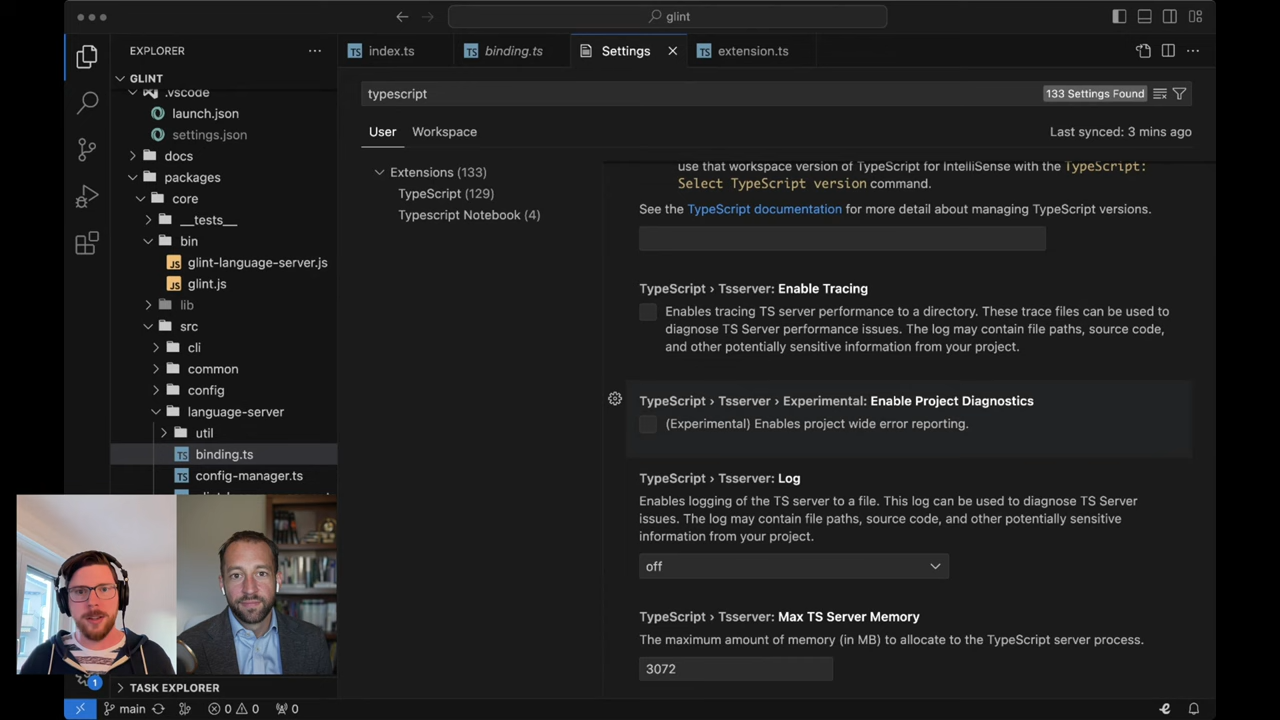 glint
EXPLORER
GLINT
.vscode
launch.json
settings.json
docs
packages
core
__tests__
bin
JS glint-language-server.js
JS glint.js
lib
src
cli
common
config
language-server
util
TS binding.ts
TS config-manager.ts
TASK EXPLORER
TS index.ts
TS binding.ts
Settings
TS extension.ts
typescript
133 Settings Found
User
Workspace
Last synced: 3 mins ago
Extensions (133)
TypeScript (129)
Typescript Notebook (4)
use that workspace version of TypeScript for IntelliSense with the TypeScript:
Select TypeScript version command.
See the TypeScript documentation for more detail about managing TypeScript versions.
TypeScript › Tsserver: Enable Tracing
Enables tracing TS server performance to a directory. These trace files can be used to
diagnose TS Server performance issues. The log may contain file paths, source code,
and other potentially sensitive information from your project.
TypeScript › Tsserver › Experimental: Enable Project Diagnostics
(Experimental) Enables project wide error reporting.
TypeScript › Tsserver: Log
Enables logging of the TS server to a file. This log can be used to diagnose TS Server
issues. The log may contain file paths, source code, and other potentially sensitive
information from your project.
off
TypeScript › Tsserver: Max TS Server Memory
The maximum amount of memory (in MB) to allocate to the TypeScript server process.
3072
1
main
0
0
0